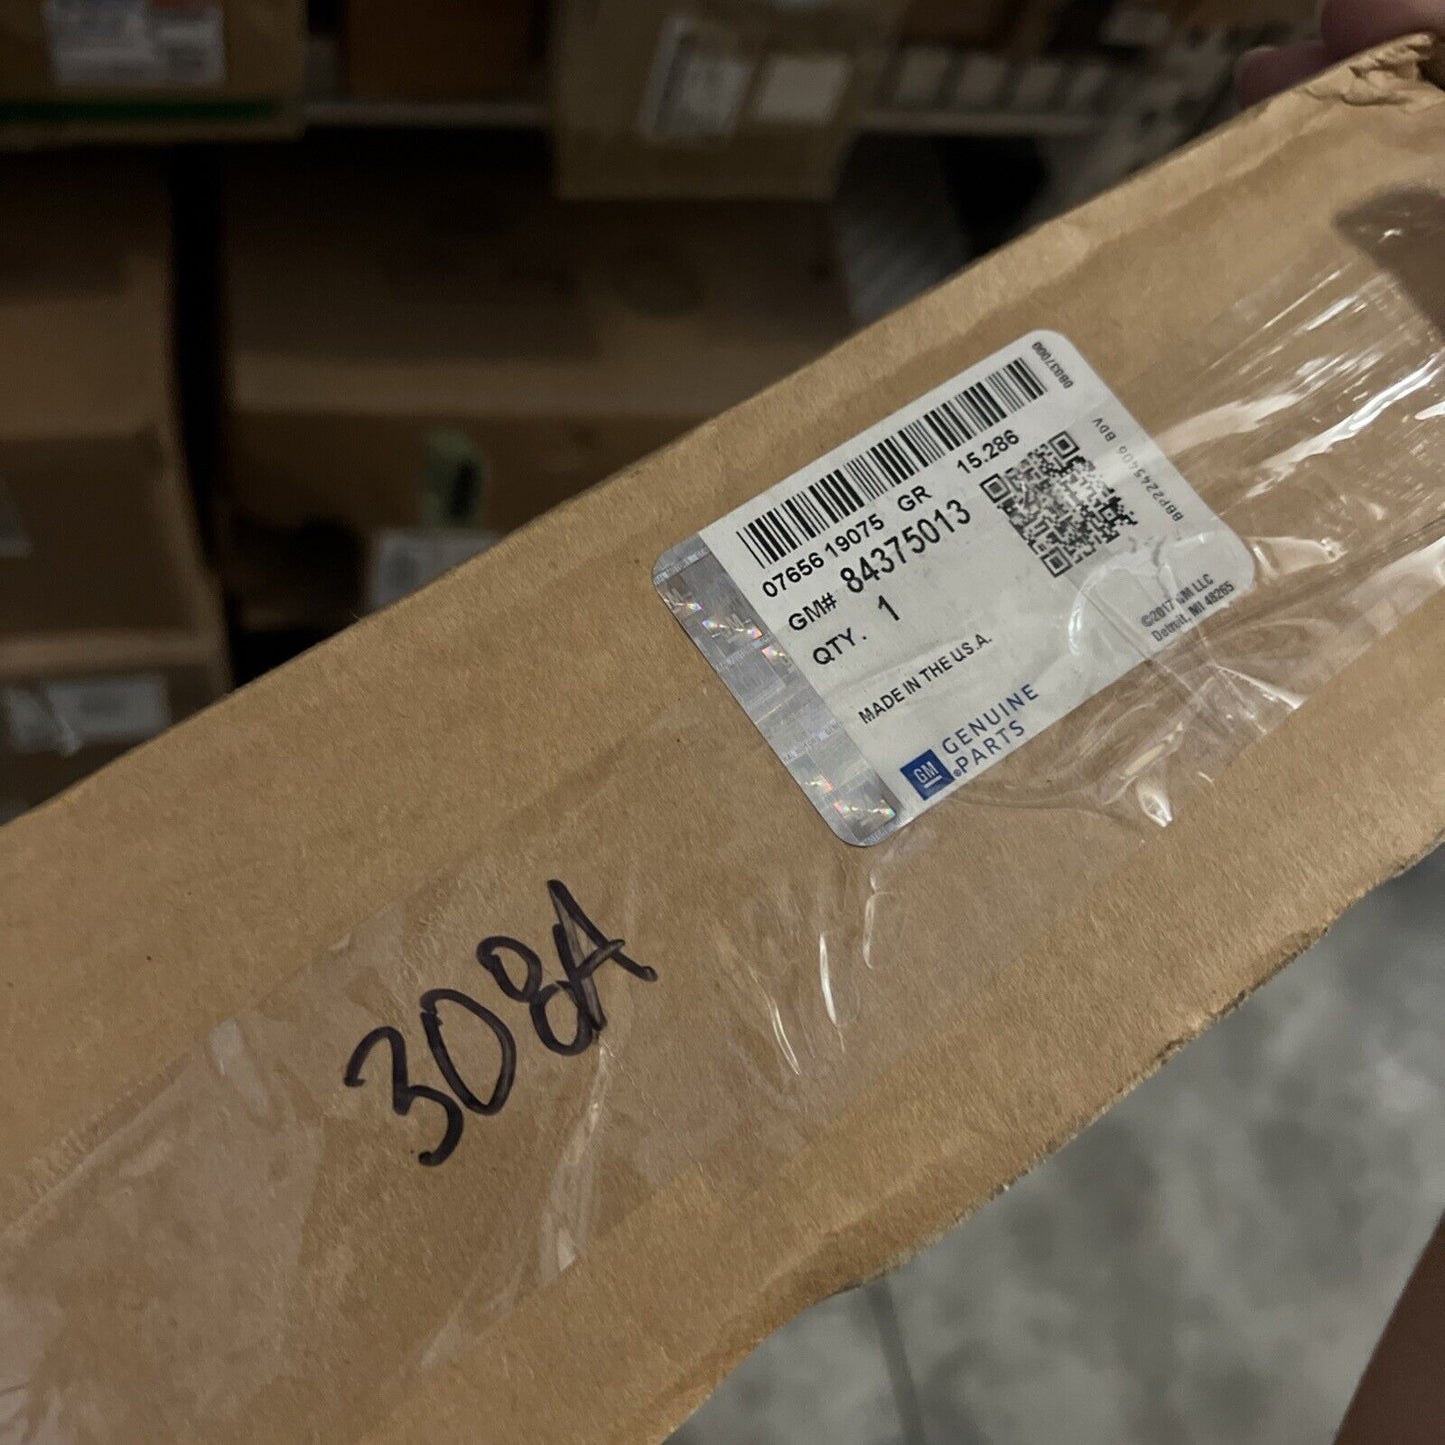 07656 19075 GR 15.286
GM# 84375013
QTY. 1
MADE IN THE U.S.A.
©2017 GM LLC
Detroit, MI 48265
GM GENUINE
PARTS
308A